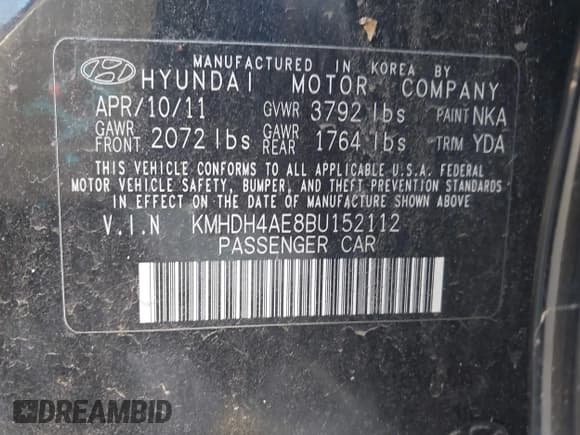 MANUFACTURED IN KOREA BY
HYUNDAI MOTOR COMPANY
APR/10/11 GVWR 3792 lbs PAINT NKA
GAWR FRONT 2072 lbs GAWR REAR 1764 lbs TRIM YDA
THIS VEHICLE CONFORMS TO ALL APPLICABLE U.S.A. FEDERAL
MOTOR VEHICLE SAFETY, BUMPER, AND THEFT PREVENTION STANDARDS
IN EFFECT ON THE DATE OF MANUFACTURE SHOWN ABOVE.
V.I.N KMHDH4AE8BU152112
PASSENGER CAR
DREAMBID